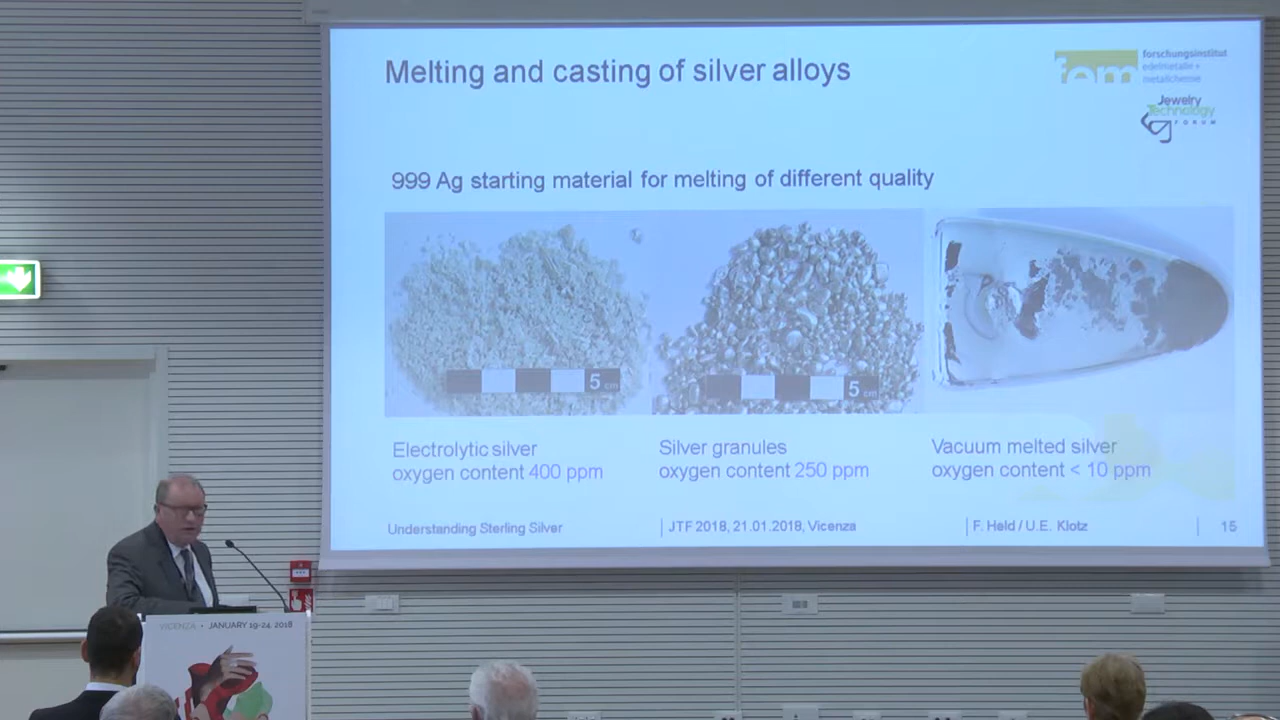 Melting and casting of silver alloys
fem
forschungsinstitut
edelmetalle +
metallchemie
Jewelry
Technology
FORUM
999 Ag starting material for melting of different quality
5 cm
5 cm
Electrolytic silver
oxygen content 400 ppm
Silver granules
oxygen content 250 ppm
Vacuum melted silver
oxygen content < 10 ppm
Understanding Sterling Silver
JTF 2018, 21.01.2018, Vicenza
F. Held / U.E. Klotz
15
VICENZA • JANUARY 19-24, 2018